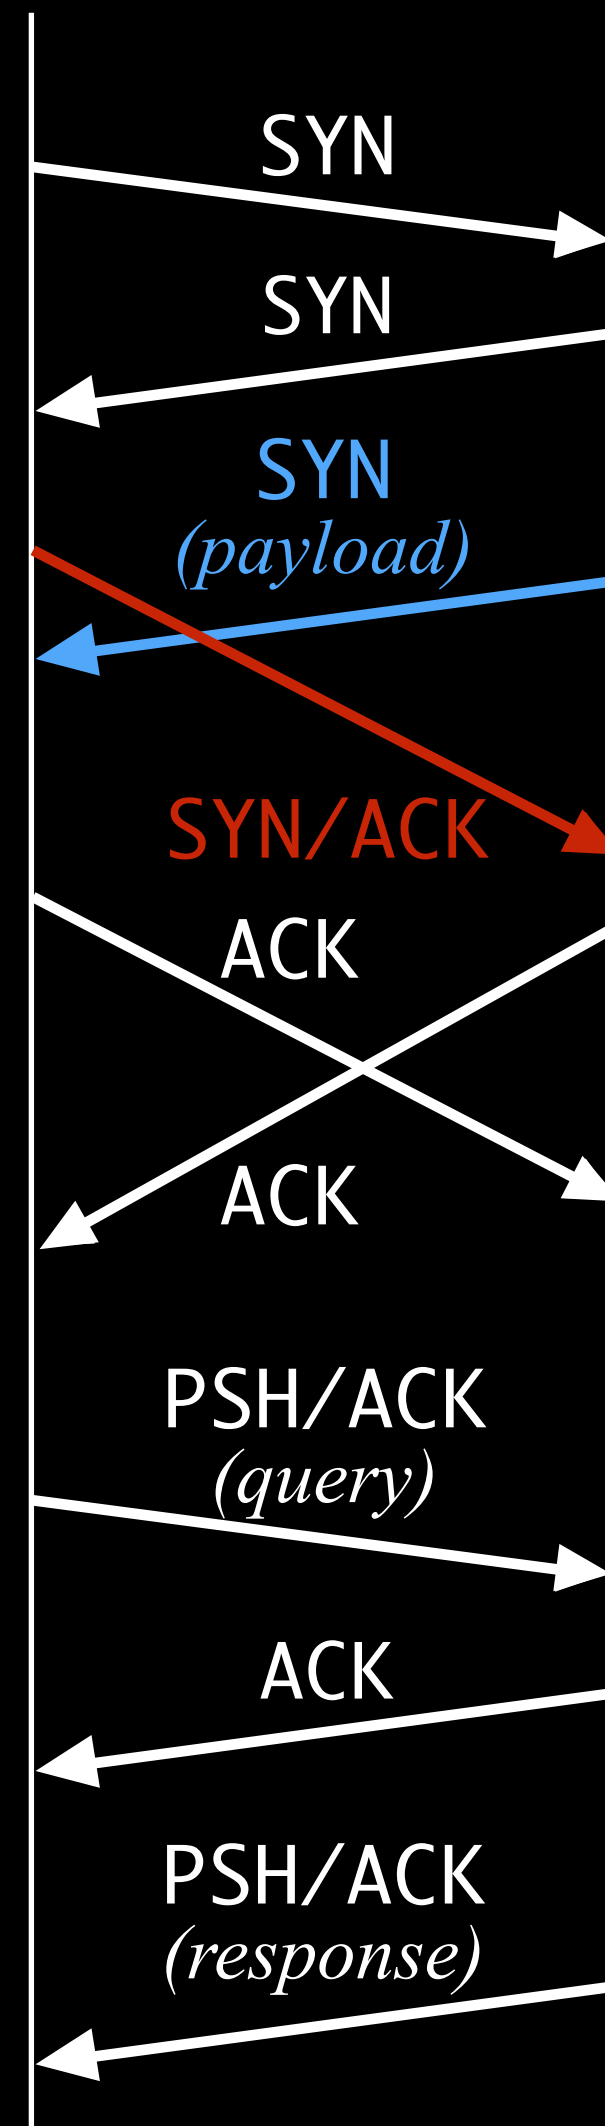 SYN
SYN
SYN
(payload)
SYN/ACK
ACK
ACK
PSH/ACK
(query)
ACK
PSH/ACK
(response)